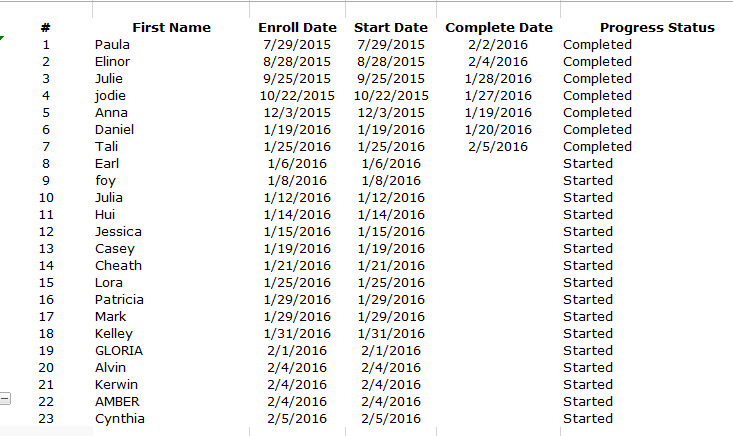 # First Name Enroll Date Start Date Complete Date Progress Status
1 Paula 7/29/2015 7/29/2015 2/2/2016 Completed
2 Elinor 8/28/2015 8/28/2015 2/4/2016 Completed
3 Julie 9/25/2015 9/25/2015 1/28/2016 Completed
4 jodie 10/22/2015 10/22/2015 1/27/2016 Completed
5 Anna 12/3/2015 12/3/2015 1/19/2016 Completed
6 Daniel 1/19/2016 1/19/2016 1/20/2016 Completed
7 Tali 1/25/2016 1/25/2016 2/5/2016 Completed
8 Earl 1/6/2016 1/6/2016 Started
9 foy 1/8/2016 1/8/2016 Started
10 Julia 1/12/2016 1/12/2016 Started
11 Hui 1/14/2016 1/14/2016 Started
12 Jessica 1/15/2016 1/15/2016 Started
13 Casey 1/19/2016 1/19/2016 Started
14 Cheath 1/21/2016 1/21/2016 Started
15 Lora 1/25/2016 1/25/2016 Started
16 Patricia 1/29/2016 1/29/2016 Started
17 Mark 1/29/2016 1/29/2016 Started
18 Kelley 1/31/2016 1/31/2016 Started
19 GLORIA 2/1/2016 2/1/2016 Started
20 Alvin 2/4/2016 2/4/2016 Started
21 Kerwin 2/4/2016 2/4/2016 Started
22 AMBER 2/4/2016 2/4/2016 Started
23 Cynthia 2/5/2016 2/5/2016 Started